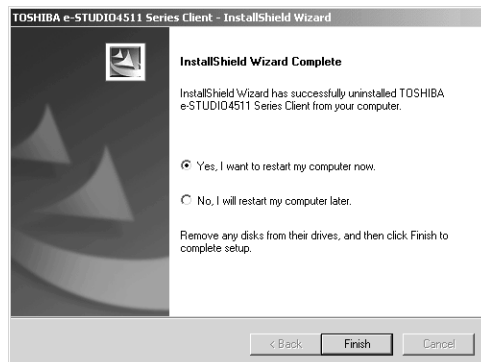 TOSHIBA e-STUDIO4511 Series Client - InstallShield Wizard
InstallShield Wizard Complete
InstallShield Wizard has successfully uninstalled TOSHIBA
e-STUDIO4511 Series Client from your computer.
Yes, I want to restart my computer now.
No, I will restart my computer later.
Remove any disks from their drives, and then click Finish to
complete setup.
< Back Finish Cancel